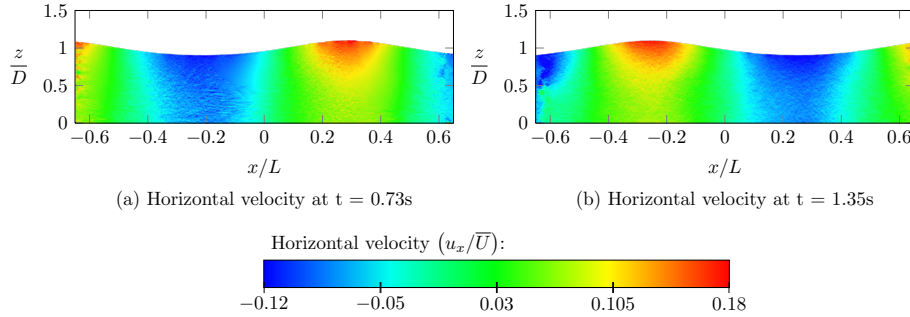 1.5
1
0.5
0
z/D
−0.6 −0.4 −0.2 0 0.2 0.4 0.6
x/L
(a) Horizontal velocity at t = 0.73s
1.5
1
0.5
0
z/D
−0.6 −0.4 −0.2 0 0.2 0.4 0.6
x/L
(b) Horizontal velocity at t = 1.35s
Horizontal velocity (u_x/U̅):
−0.12 −0.05 0.03 0.105 0.18